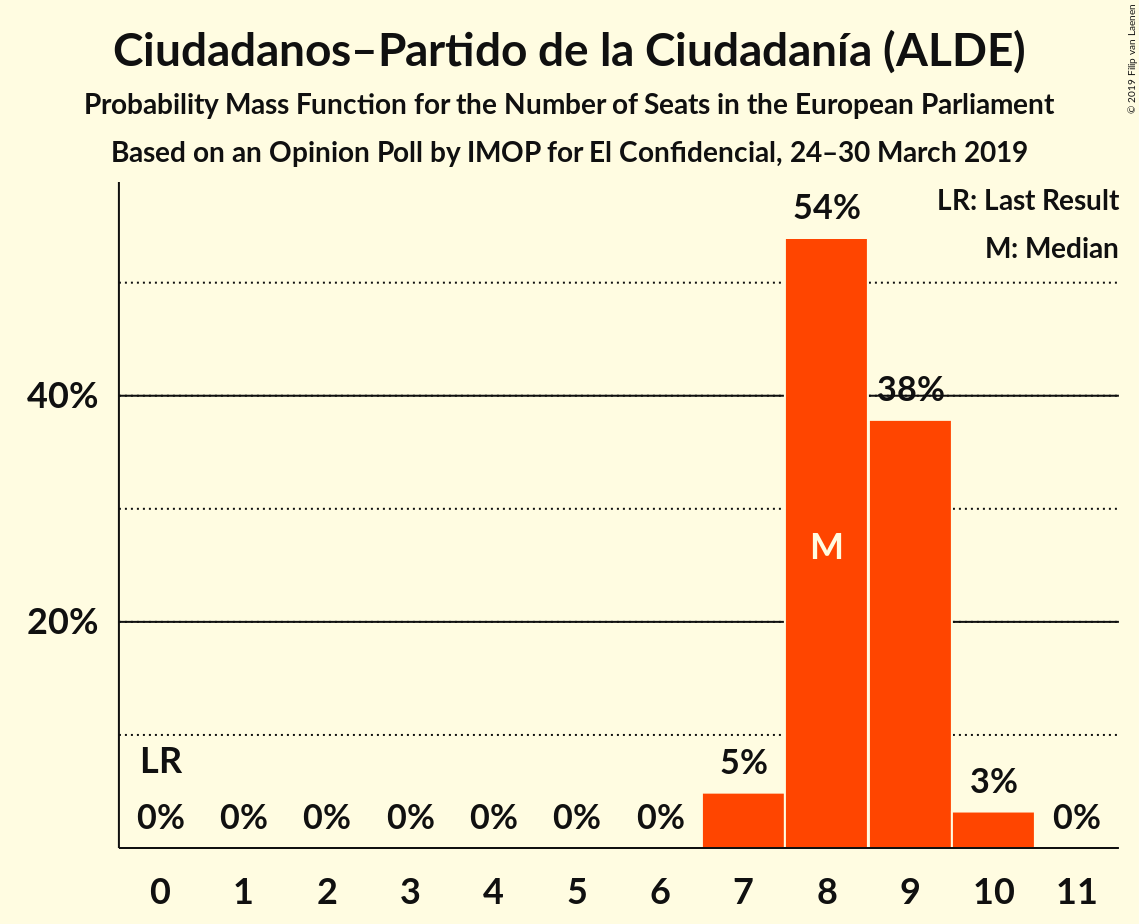 Ciudadanos–Partido de la Ciudadanía (ALDE)
Probability Mass Function for the Number of Seats in the European Parliament
Based on an Opinion Poll by IMOP for El Confidencial, 24–30 March 2019
© 2019 Filip van Laenen
LR: Last Result
M: Median
54%
40%
38%
M
20%
LR
5%
3%
0% 0% 0% 0% 0% 0% 0% 0%
0 1 2 3 4 5 6 7 8 9 10 11